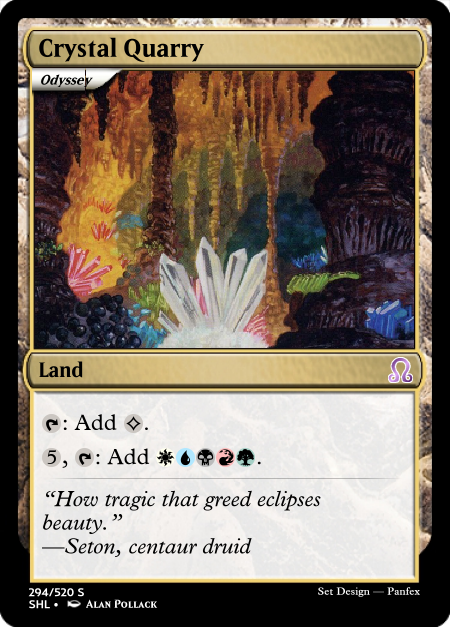 Crystal Quarry
Odyssey
Land
: Add .
5, : Add .
“How tragic that greed eclipses
beauty.”
—Seton, centaur druid
294/520 S
Set Design — Panfex
SHL • Alan Pollack